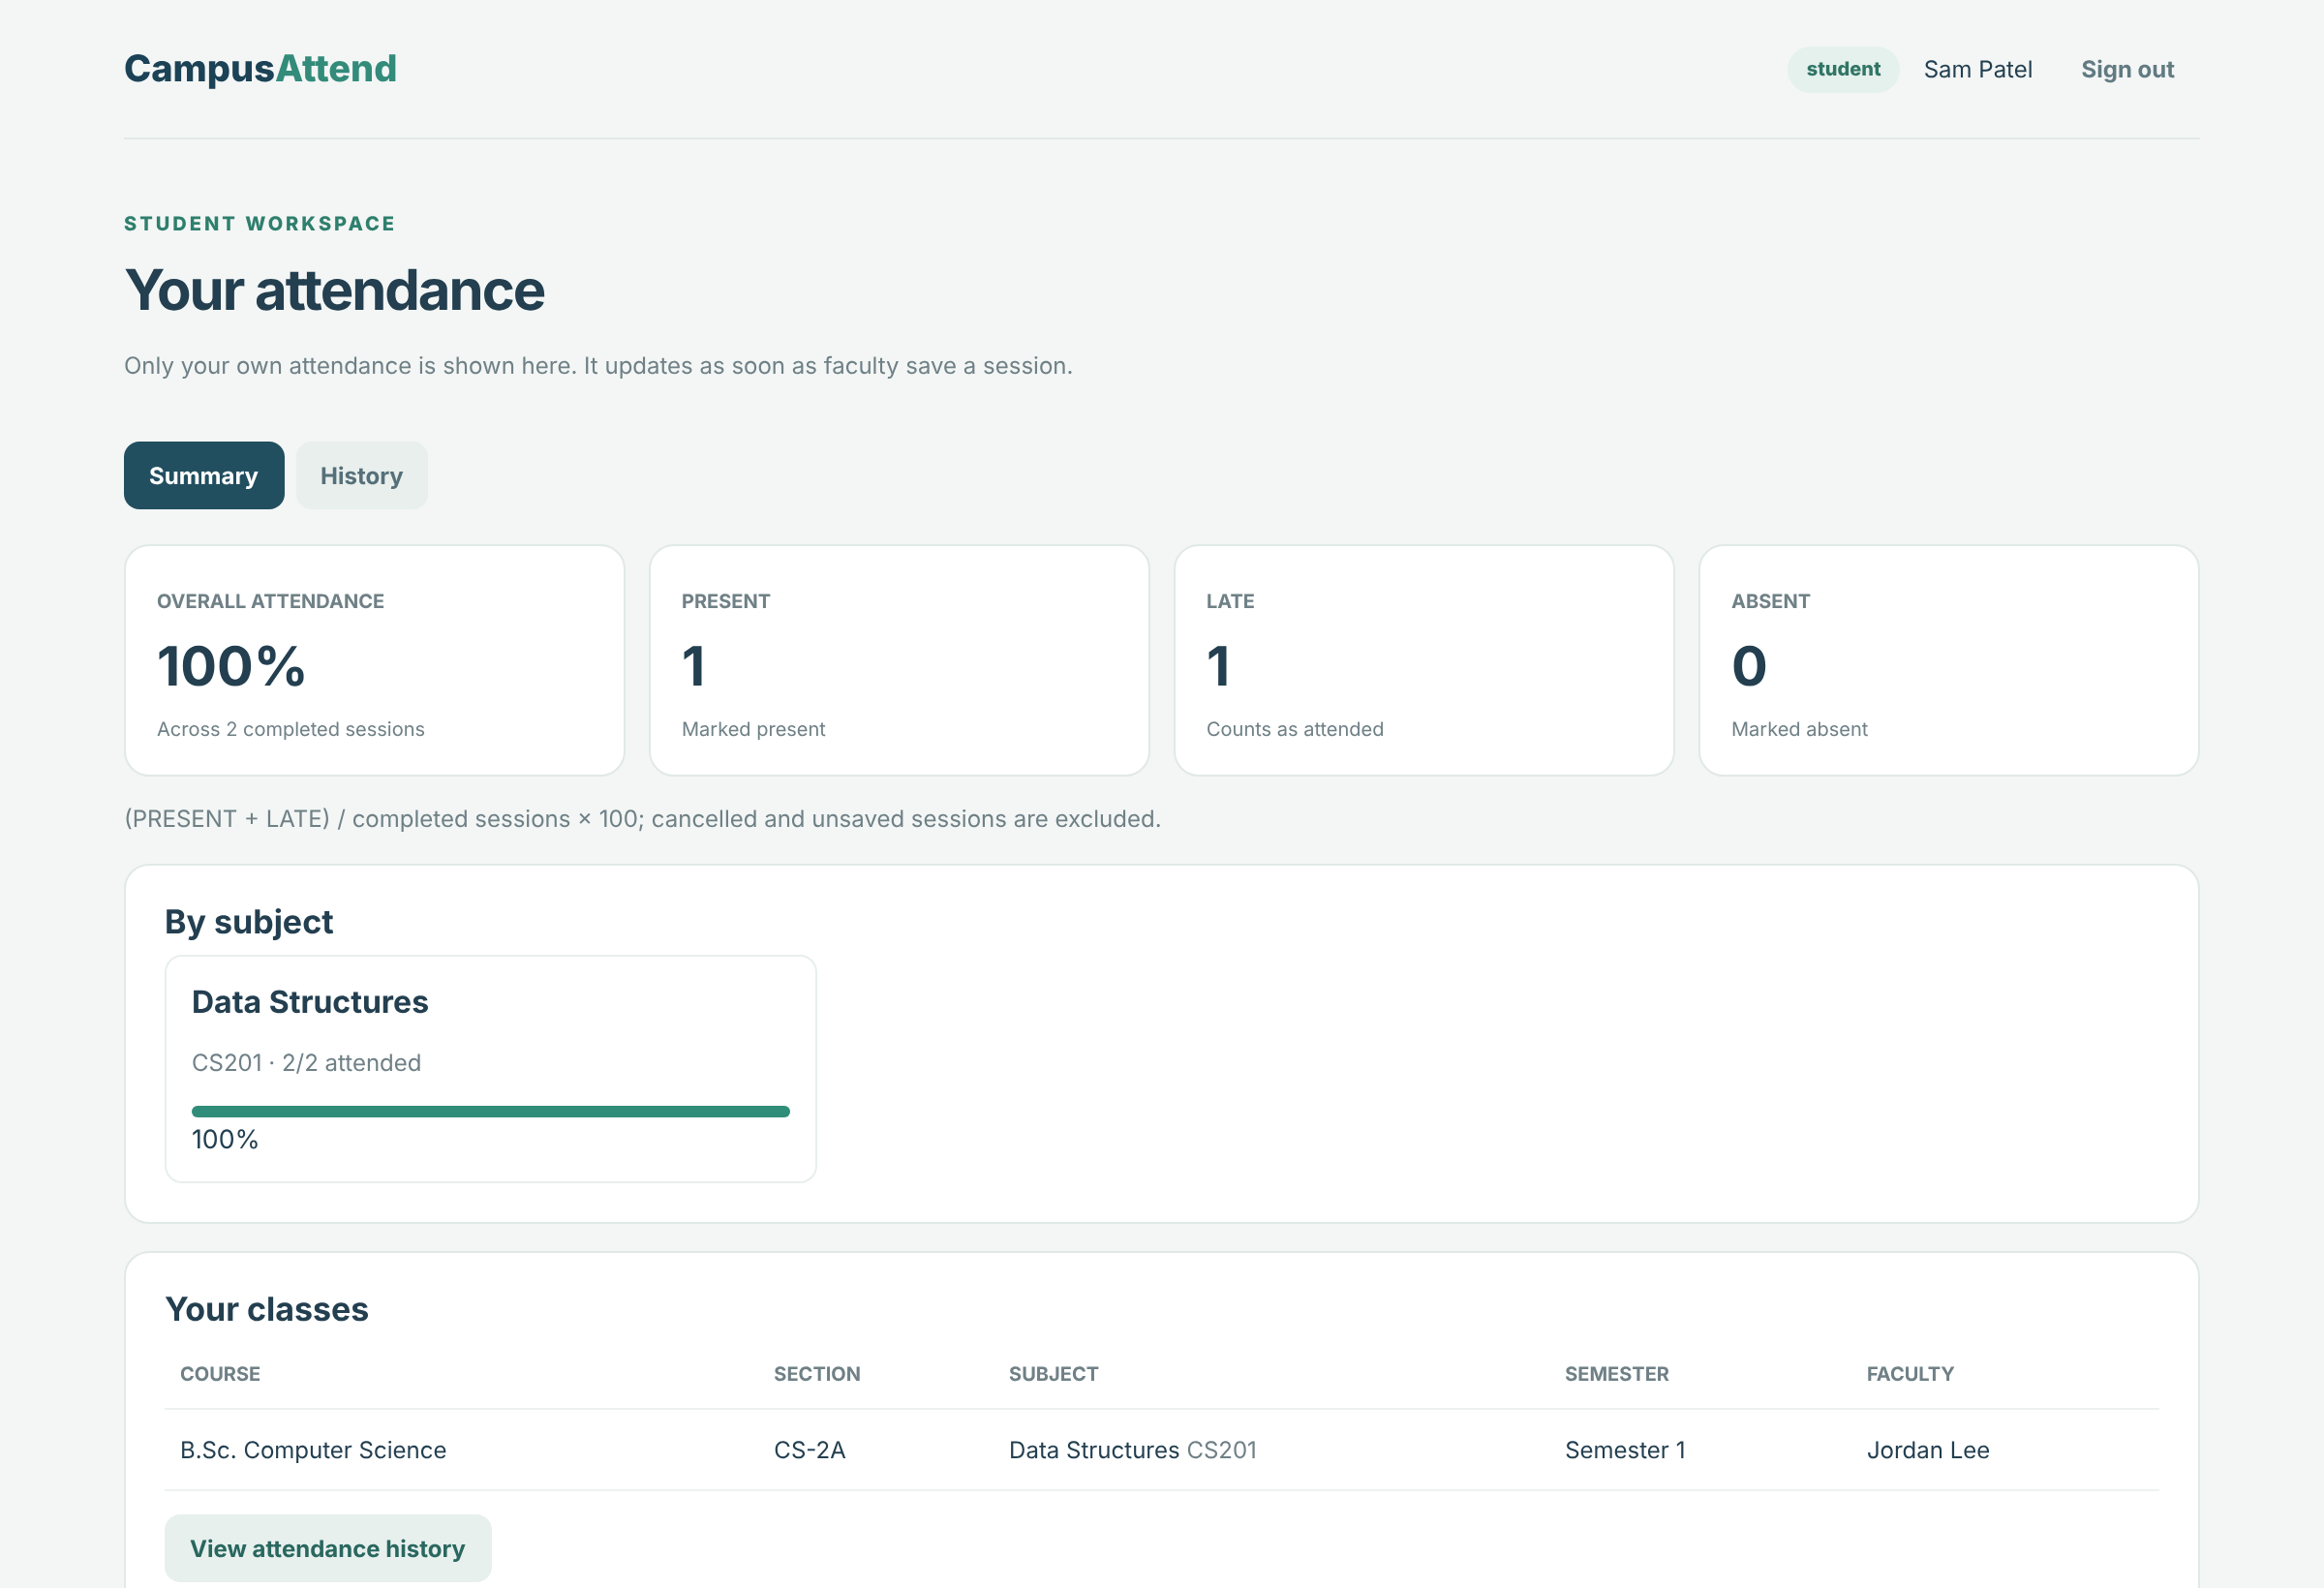 CampusAttend
student Sam Patel Sign out
STUDENT WORKSPACE
Your attendance
Only your own attendance is shown here. It updates as soon as faculty save a session.
Summary History
OVERALL ATTENDANCE
100%
Across 2 completed sessions
PRESENT
1
Marked present
LATE
1
Counts as attended
ABSENT
0
Marked absent
(PRESENT + LATE) / completed sessions × 100; cancelled and unsaved sessions are excluded.
By subject
Data Structures
CS201 · 2/2 attended
100%
Your classes
COURSE SECTION SUBJECT SEMESTER FACULTY
B.Sc. Computer Science CS-2A Data Structures CS201 Semester 1 Jordan Lee
View attendance history